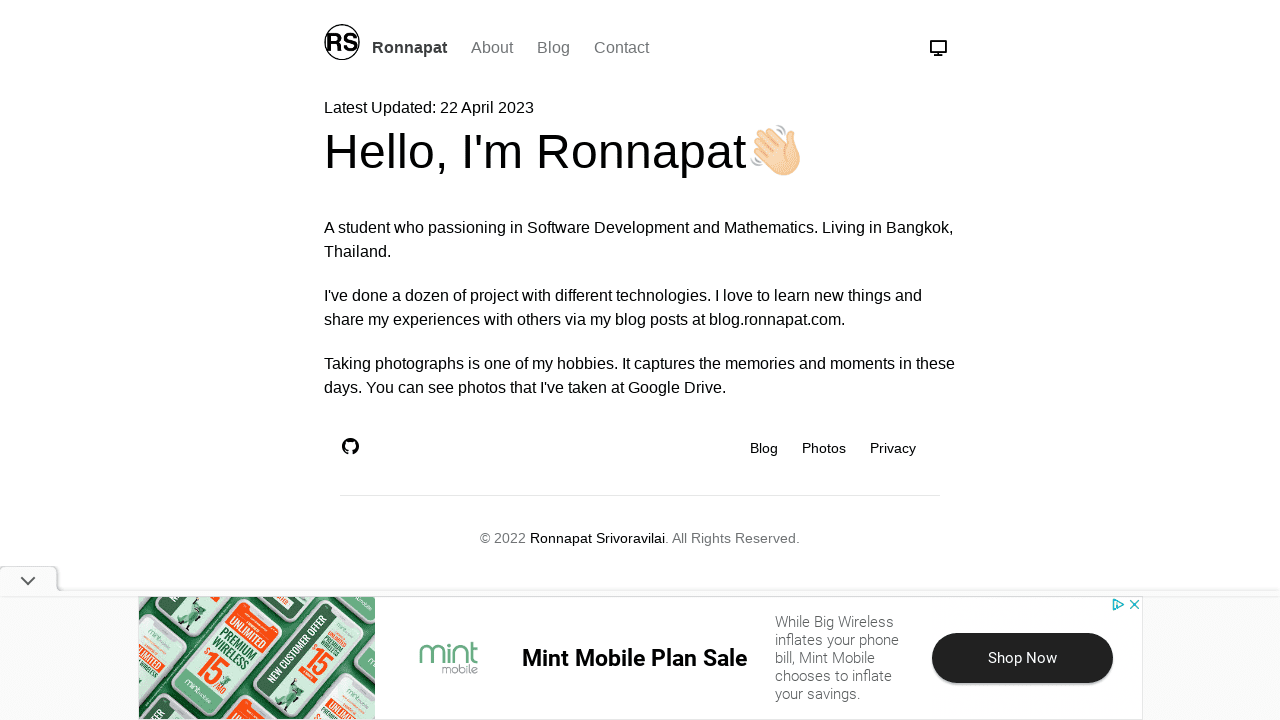 RS Ronnapat About Blog Contact
Latest Updated: 22 April 2023
Hello, I'm Ronnapat👋🏻
A student who passioning in Software Development and Mathematics. Living in Bangkok,
Thailand.
I've done a dozen of project with different technologies. I love to learn new things and
share my experiences with others via my blog posts at blog.ronnapat.com.
Taking photographs is one of my hobbies. It captures the memories and moments in these
days. You can see photos that I've taken at Google Drive.
Blog Photos Privacy
© 2022 Ronnapat Srivoravilai. All Rights Reserved.
UNLIMITED
PREMIUM
WIRELESS
$15
NEW CUSTOMER OFFER
UNLIMITED
$15
mint
mobile
Mint Mobile Plan Sale
While Big Wireless
inflates your phone
bill, Mint Mobile
chooses to inflate
your savings.
Shop Now